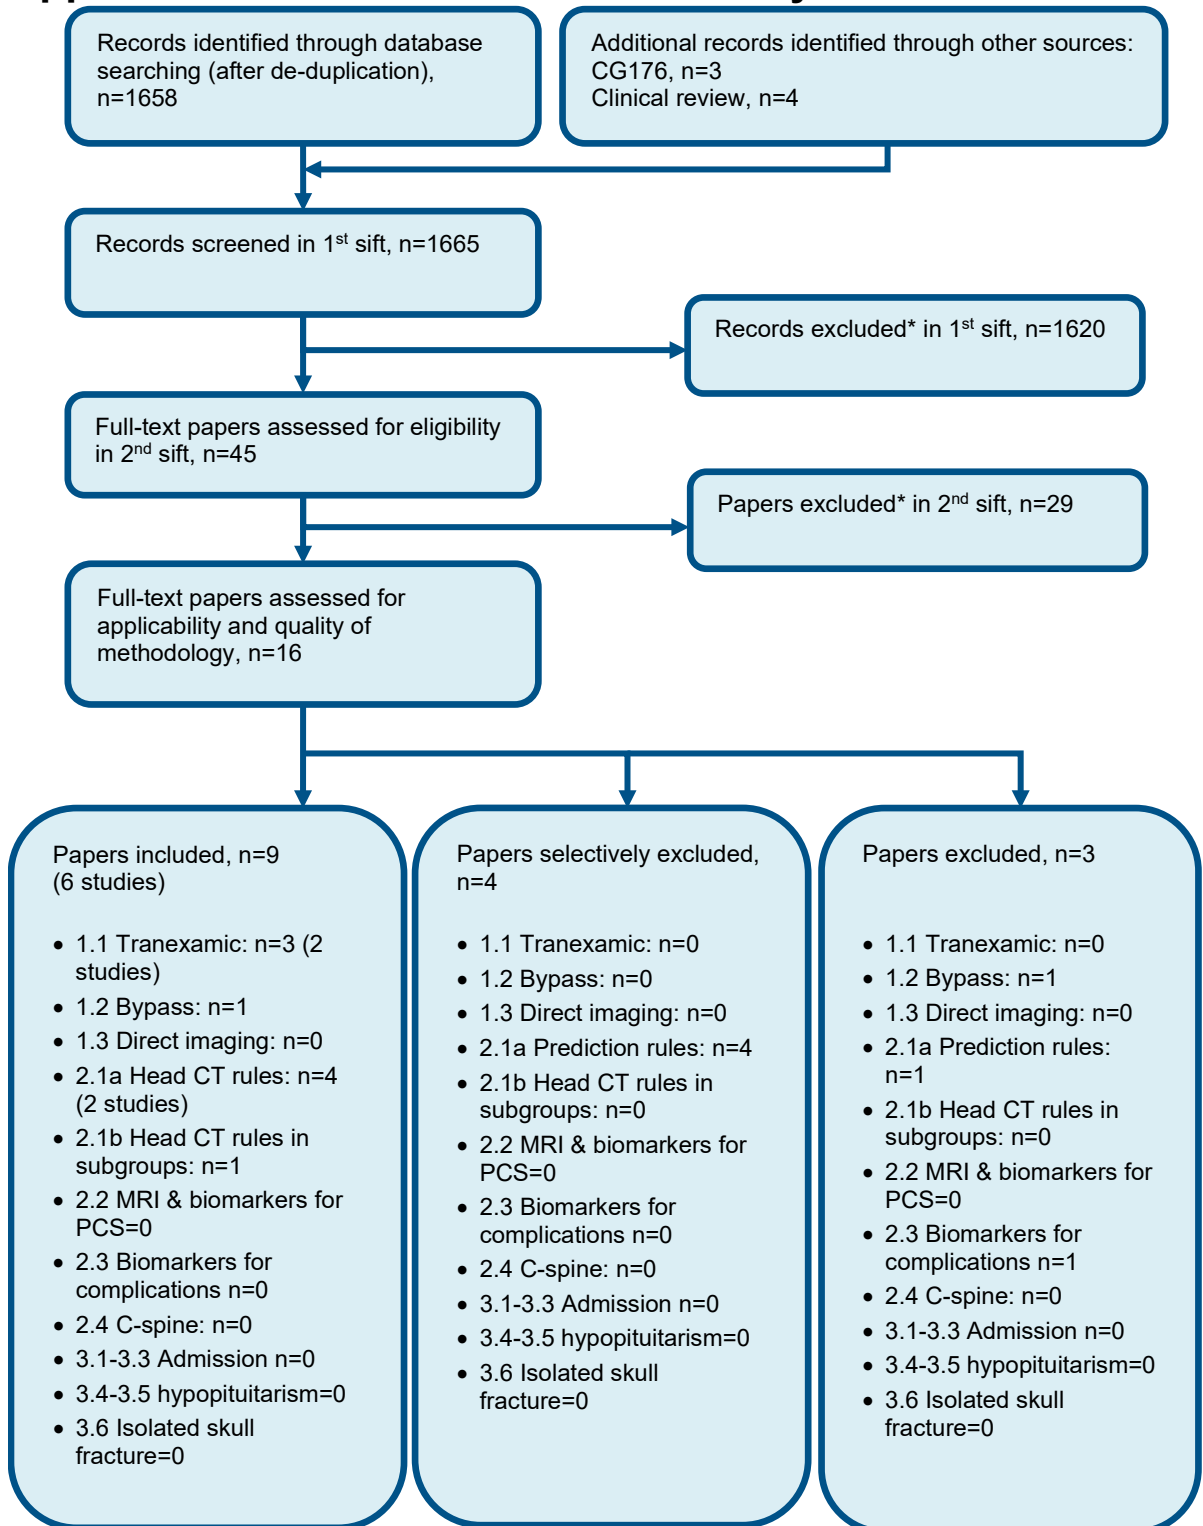 Records identified through database
searching (after de-duplication),
n=1658
Additional records identified through other sources:
CG176, n=3
Clinical review, n=4
Records screened in 1st sift, n=1665
Records excluded* in 1st sift, n=1620
Full-text papers assessed for eligibility
in 2nd sift, n=45
Papers excluded* in 2nd sift, n=29
Full-text papers assessed for
applicability and quality of
methodology, n=16
Papers included, n=9
(6 studies)
• 1.1 Tranexamic: n=3 (2
studies)
• 1.2 Bypass: n=1
• 1.3 Direct imaging: n=0
• 2.1a Head CT rules: n=4
(2 studies)
• 2.1b Head CT rules in
subgroups: n=1
• 2.2 MRI & biomarkers for
PCS=0
• 2.3 Biomarkers for
complications n=0
• 2.4 C-spine: n=0
• 3.1-3.3 Admission n=0
• 3.4-3.5 hypopituitarism=0
• 3.6 Isolated skull
fracture=0
Papers selectively excluded,
n=4
• 1.1 Tranexamic: n=0
• 1.2 Bypass: n=0
• 1.3 Direct imaging: n=0
• 2.1a Prediction rules: n=4
• 2.1b Head CT rules in
subgroups: n=0
• 2.2 MRI & biomarkers for
PCS=0
• 2.3 Biomarkers for
complications n=0
• 2.4 C-spine: n=0
• 3.1-3.3 Admission n=0
• 3.4-3.5 hypopituitarism=0
• 3.6 Isolated skull
fracture=0
Papers excluded, n=3
• 1.1 Tranexamic: n=0
• 1.2 Bypass: n=1
• 1.3 Direct imaging: n=0
• 2.1a Prediction rules:
n=1
• 2.1b Head CT rules in
subgroups: n=0
• 2.2 MRI & biomarkers for
PCS=0
• 2.3 Biomarkers for
complications n=1
• 2.4 C-spine: n=0
• 3.1-3.3 Admission n=0
• 3.4-3.5 hypopituitarism=0
• 3.6 Isolated skull
fracture=0